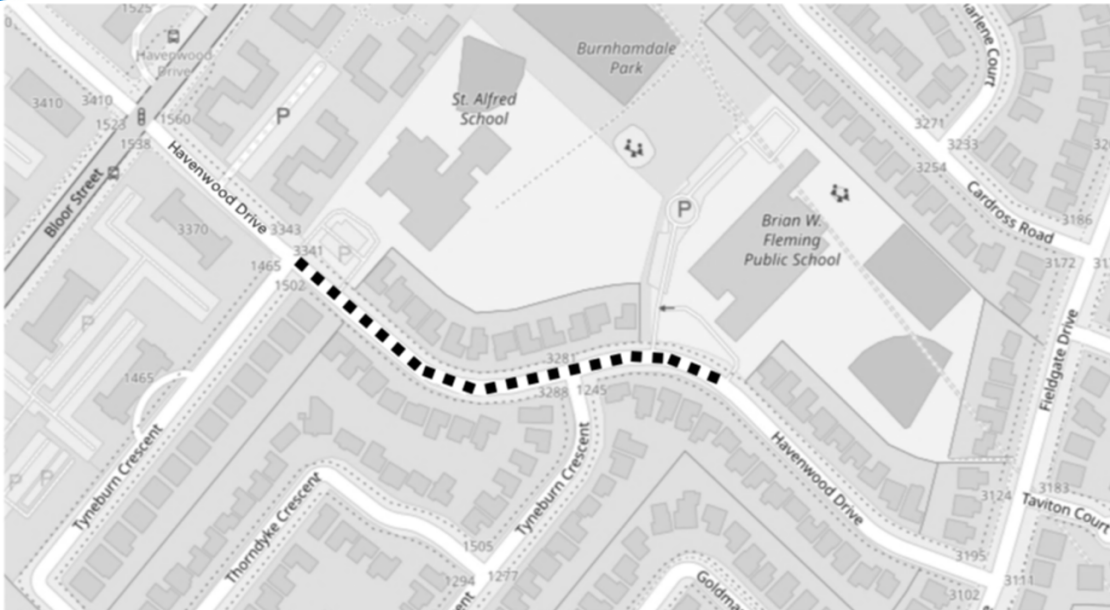 1525
Havenwood
Drive
3410
3410
1523
1560
1538
P
Bloor Street
Havenwood Drive
3370
3343
3341
1465
1502
P
P
1465
P
P
St. Alfred
School
Burnhamdale
Park
P
Brian W.
Fleming
Public School
arlene Court
3271
3233
3254
Cardross Road
3186
3172
Fieldgate Drive
3281
3288
1245
Tyneburn Crescent
Thorndyke Crescent
Tyneburn Crescent
1505
1294
1277
ent
Goldma
Havenwood Drive
3124
3183
Taviton Court
3195
3111
3102